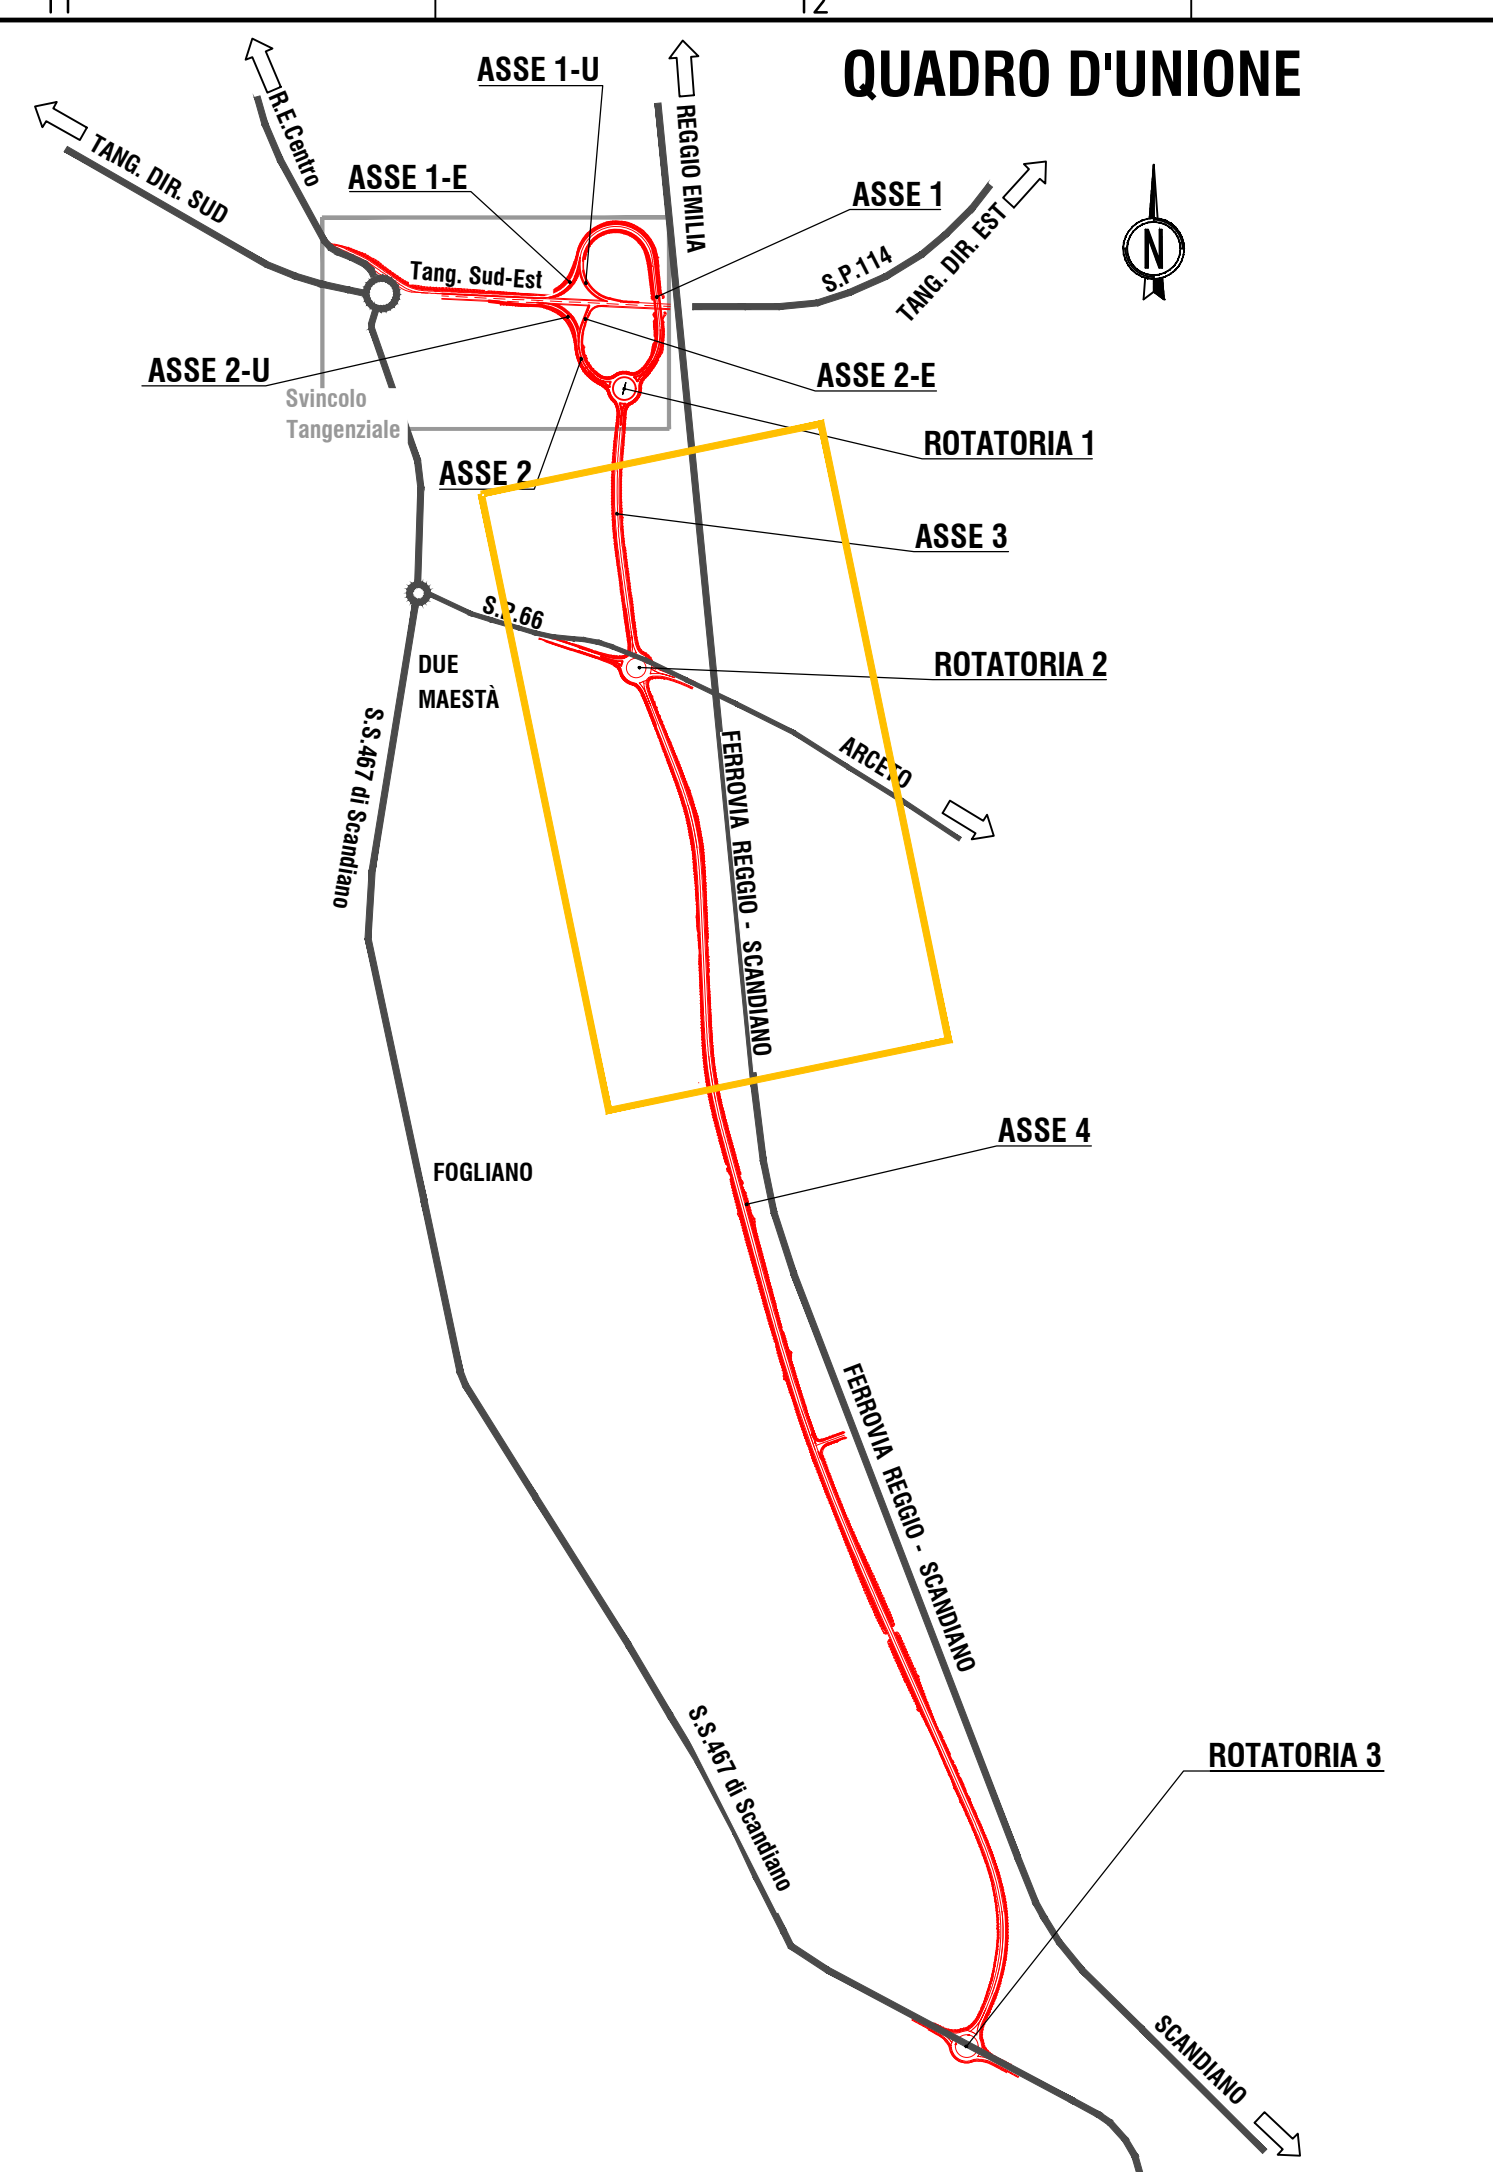 11
12
QUADRO D'UNIONE
ASSE 1-U
R.E.Centro
REGGIO EMILIA
TANG. DIR. SUD
ASSE 1-E
ASSE 1
N
Tang. Sud-Est
S.P.114
TANG. DIR. EST
ASSE 2-U
ASSE 2-E
Svincolo
Tangenziale
ROTATORIA 1
ASSE 2
ASSE 3
S.P.66
DUE
MAESTÀ
ROTATORIA 2
S.S.467 di Scandiano
FERROVIA REGGIO - SCANDIANO
ARCETO
ASSE 4
FOGLIANO
FERROVIA REGGIO - SCANDIANO
S.S.467 di Scandiano
ROTATORIA 3
SCANDIANO